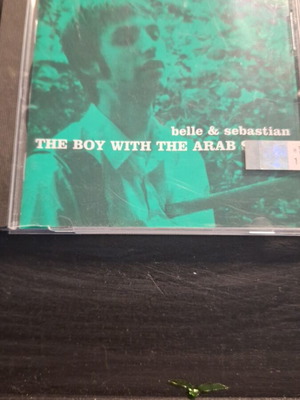 belle & sebastian
THE BOY WITH THE ARAB S